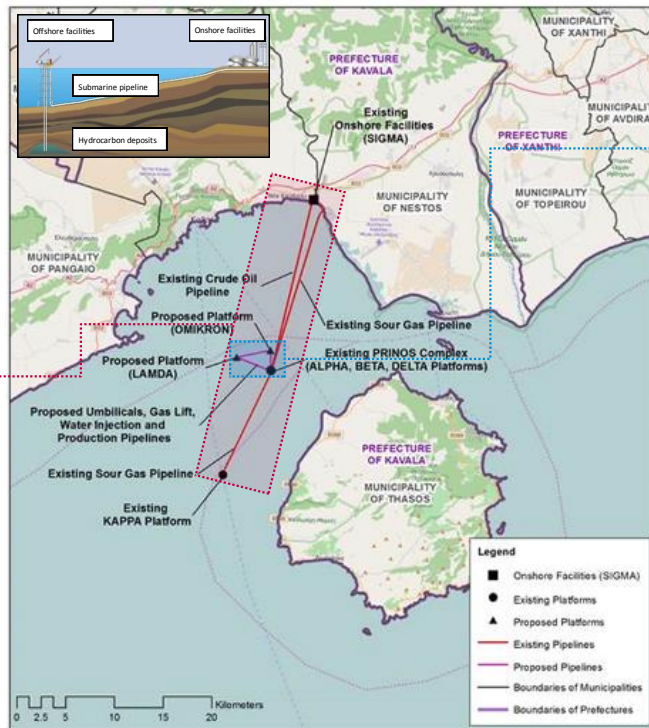 Offshore facilities
Onshore facilities
Submarine pipeline
Hydrocarbon deposits
MUNICIPALITY
OF XANTHI
PREFECTURE
OF KAVALA
MUNICIPALITY
OF AVDIRA
PREFECTURE
OF XANTHI
Existing
Onshore Facilities
(SIGMA)
MUNICIPALITY
OF NESTOS
MUNICIPALITY
OF TOPEIROU
MUNICIPALITY
OF PANGAIO
Existing Crude Oil
Pipeline
Proposed Platform
(OMIKRON)
Existing Sour Gas Pipeline
Proposed Platform
(LAMDA)
Existing PRINOS Complex
(ALPHA, BETA, DELTA Platforms)
Proposed Umbilicals, Gas Lift,
Water Injection and
Production Pipelines
Existing Sour Gas Pipeline
Existing
KAPPA Platform
PREFECTURE
OF KAVALA
MUNICIPALITY
OF THASOS
Legend
Onshore Facilities (SIGMA)
Existing Platforms
Proposed Platforms
Existing Pipelines
Proposed Pipelines
Boundaries of Municipalities
Boundaries of Prefectures
Kilometers
0 2.5 5 10 15 20